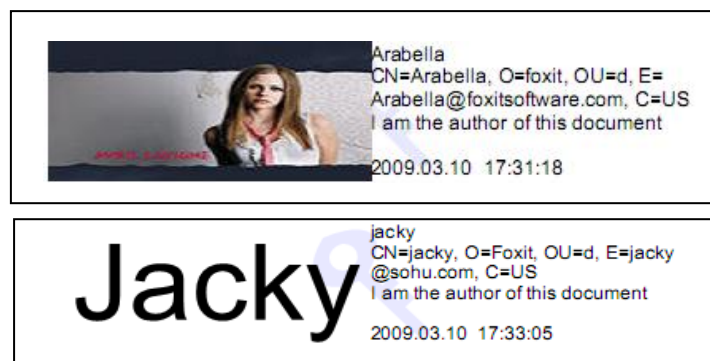 Arabella
CN=Arabella, O=foxit, OU=d, E=
Arabella@foxitsoftware.com, C=US
I am the author of this document
2009.03.10 17:31:18
AVRIL LAVIGNE
Jacky
jacky
CN=jacky, O=Foxit, OU=d, E=jacky
@sohu.com, C=US
I am the author of this document
2009.03.10 17:33:05